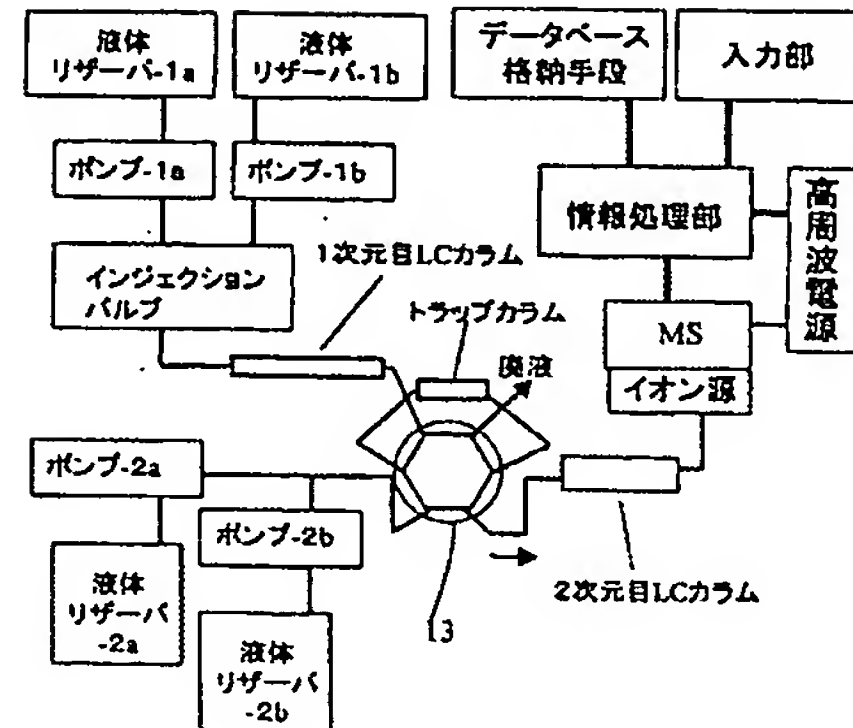 液体
リザーバ-1a
液体
リザーバ-1b
データベース
格納手段
入力部
ポンプ-1a
ポンプ-1b
情報処理部
高周波電源
インジェクション
バルブ
1次元目LCカラム
トラップカラム
廃液
MS
イオン源
ポンプ-2a
ポンプ-2b
液体
リザーバ
-2a
液体
リザーバ
-2b
13
2次元目LCカラム